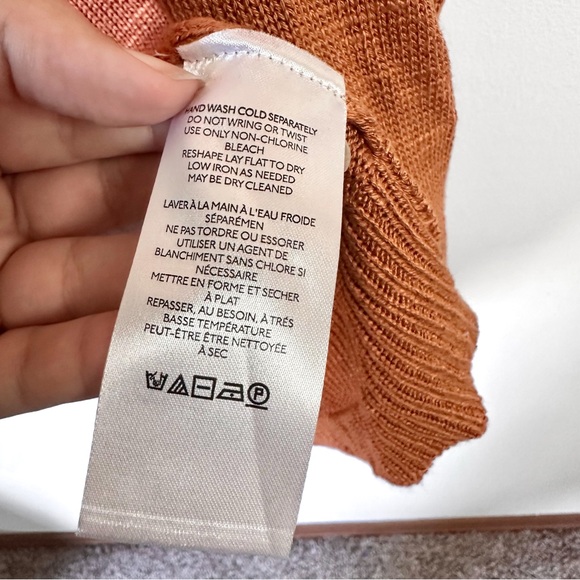 HAND WASH COLD SEPARATELY
DO NOT WRING OR TWIST
USE ONLY NON-CHLORINE
BLEACH
RESHAPE LAY FLAT TO DRY
LOW IRON AS NEEDED
MAY BE DRY CLEANED
LAVER À LA MAIN À L'EAU FROIDE
SÉPARÉMEN
NE PAS TORDRE OU ESSORER
UTILISER UN AGENT DE
BLANCHIMENT SANS CHLORE SI
NÉCESSAIRE
METTRE EN FORME ET SECHER
À PLAT
REPASSER, AU BESOIN, À TRÉS
BASSE TEMPÉRATURE
PEUT-ÊTRE ÊTRE NETTOYÉE
À SEC
P